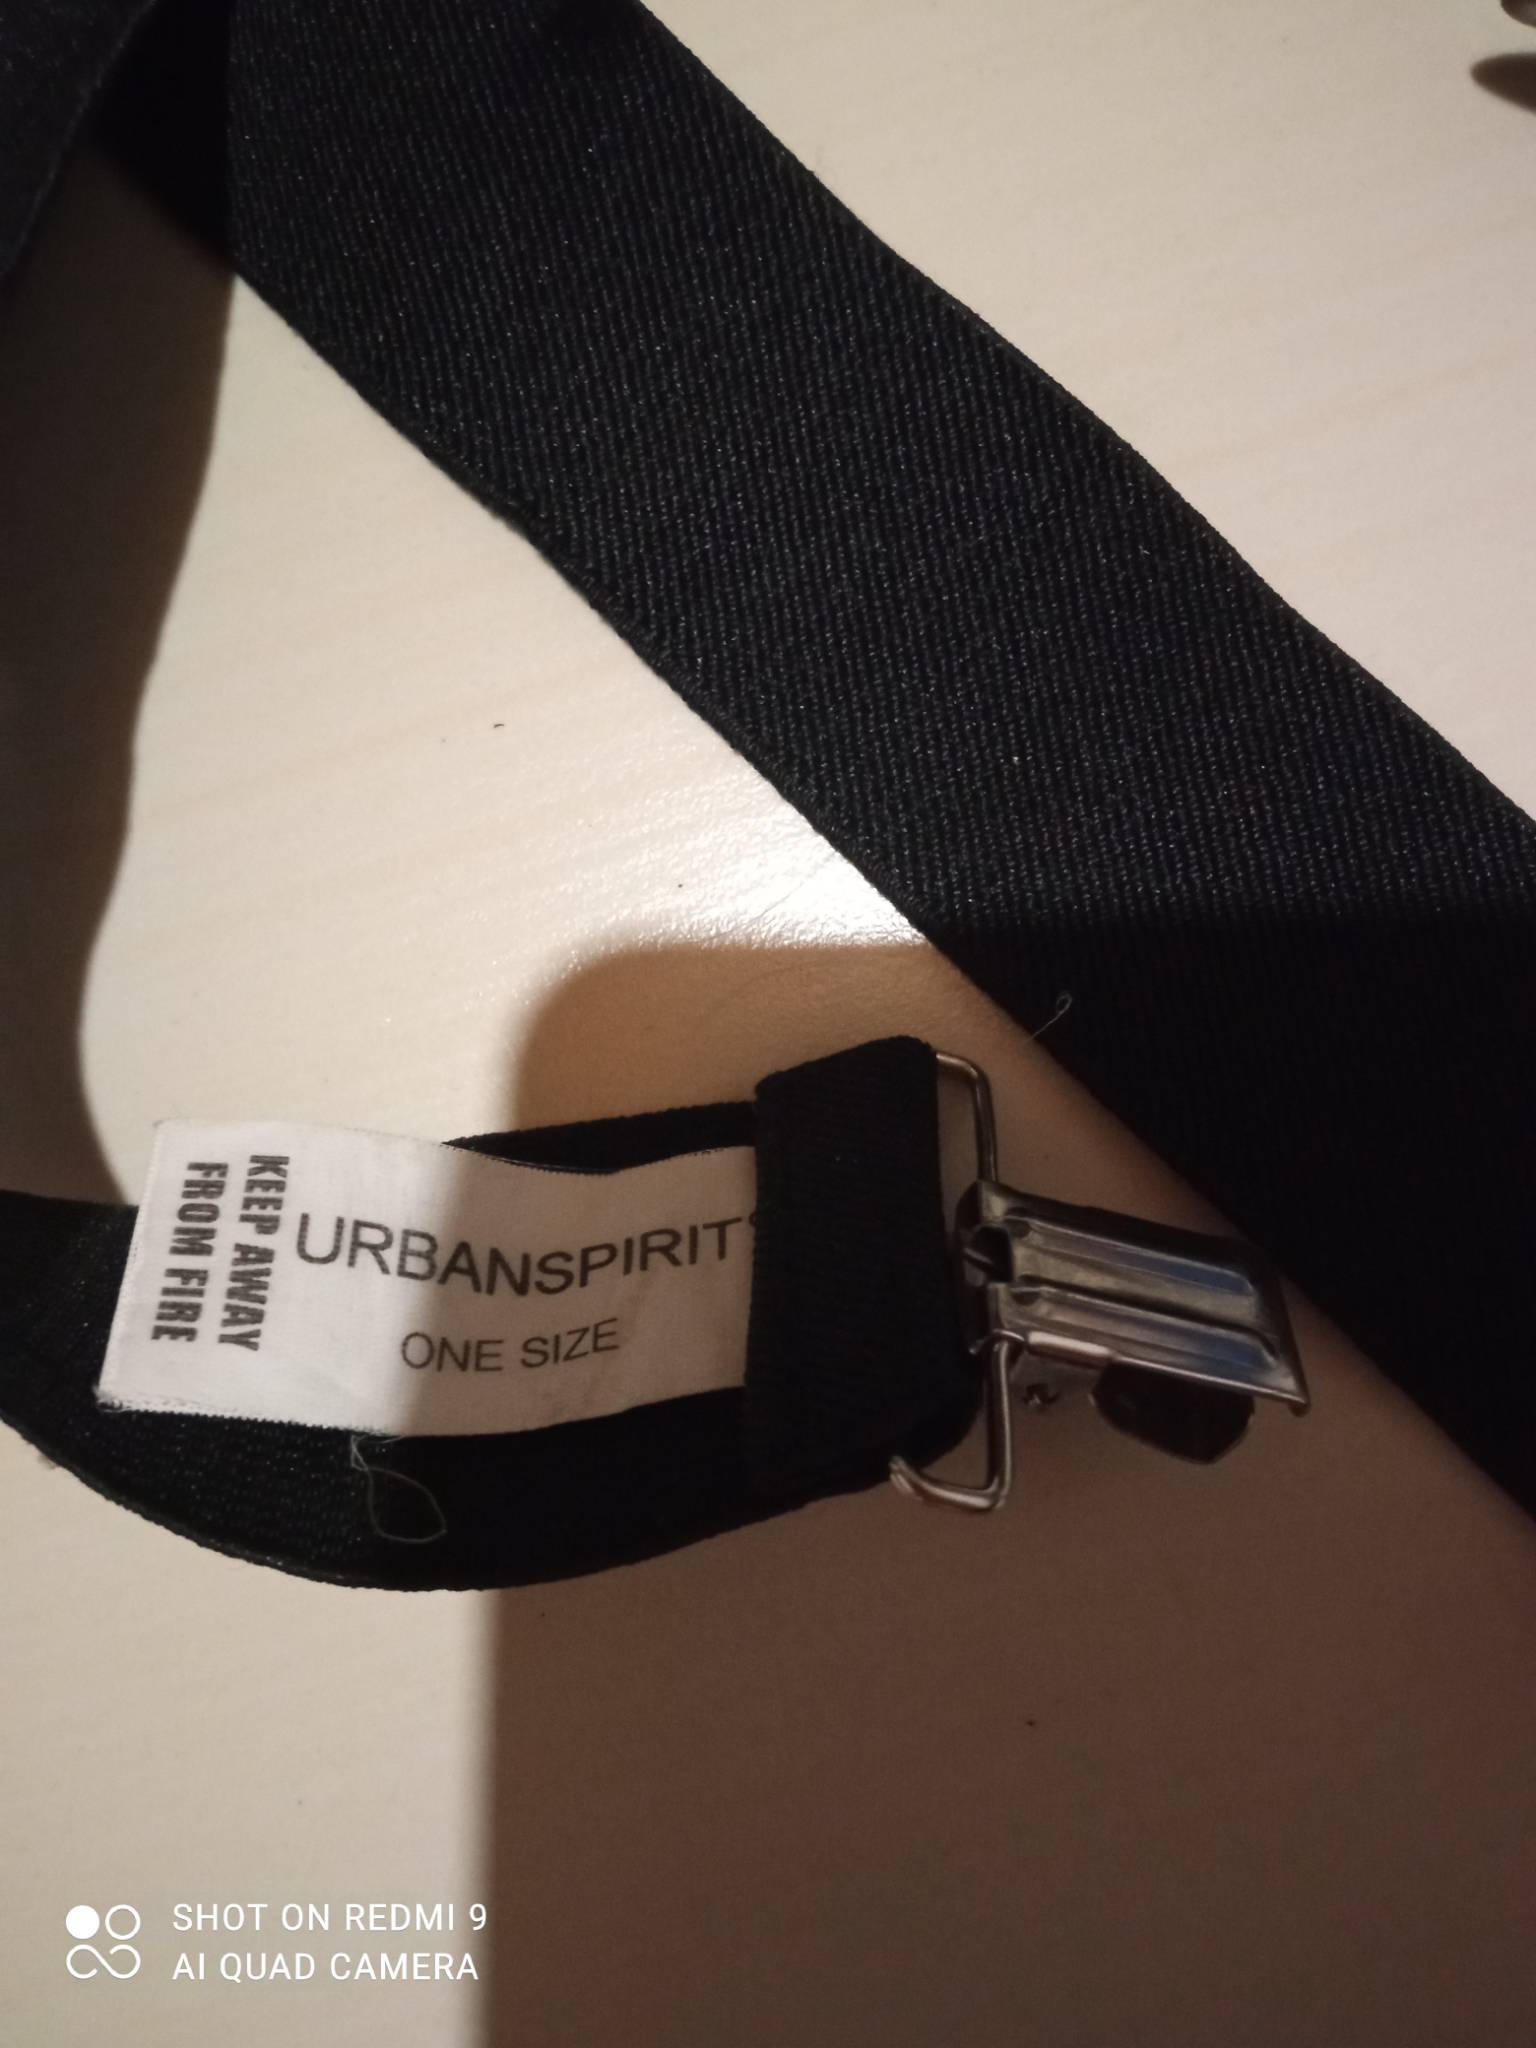 KEEP AWAY
FROM FIRE
URBANSPIRIT
ONE SIZE
SHOT ON REDMI 9
AI QUAD CAMERA